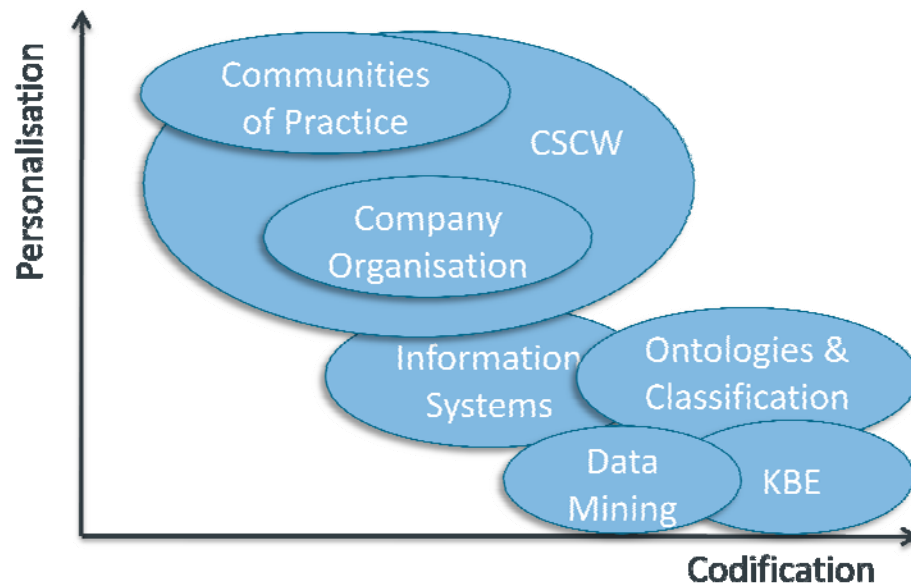 Personalisation
Communities
of Practice
CSCW
Company
Organisation
Information
Systems
Ontologies &
Classification
Data
Mining
KBE
Codification